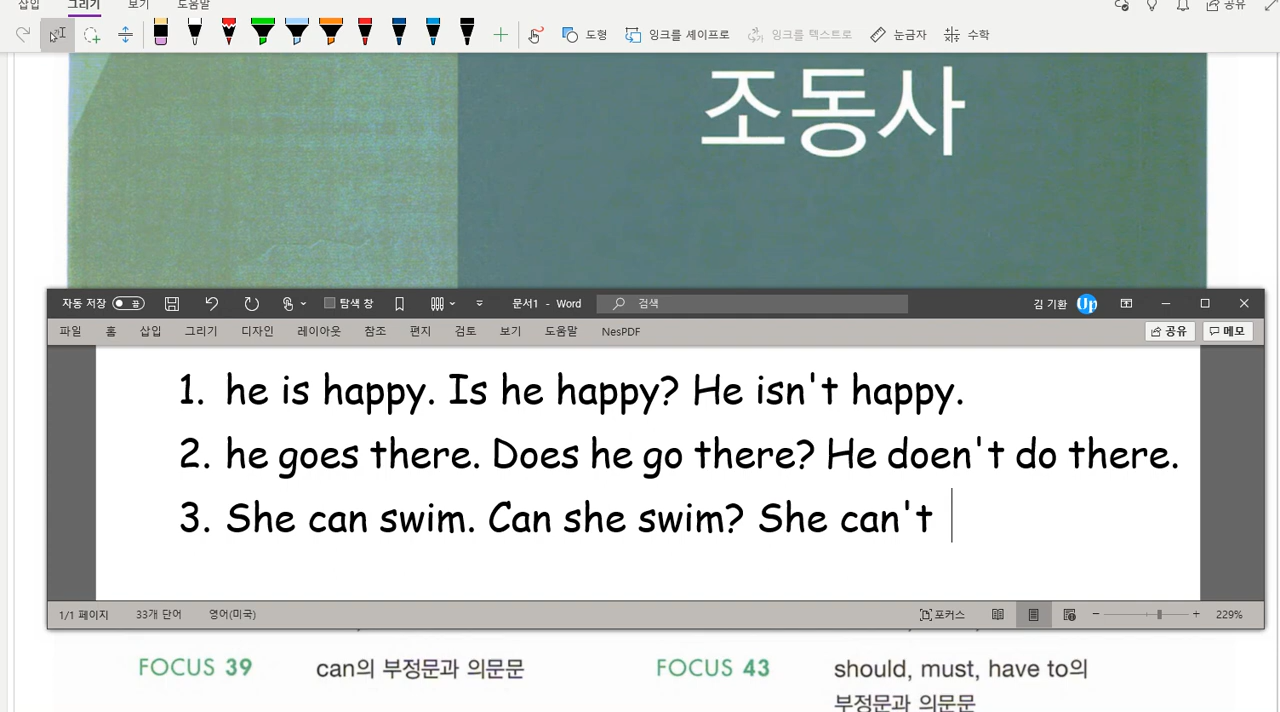 삽입 그리기 보기 도움말 공유
도형 잉크를 셰이프로 잉크를 텍스트로 눈금자 수학
조동사
자동 저장 문서1 - Word 검색 김 기환
탐색 창
파일 홈 삽입 그리기 디자인 레이아웃 참조 편지 검토 보기 도움말 NesPDF 공유 메모
1. he is happy. Is he happy? He isn't happy.
2. he goes there. Does he go there? He doen't do there.
3. She can swim. Can she swim? She can't
1/1 페이지 33개 단어 영어(미국) 포커스 229%
FOCUS 39 can의 부정문과 의문문 FOCUS 43 should, must, have to의
부정문과 의문문